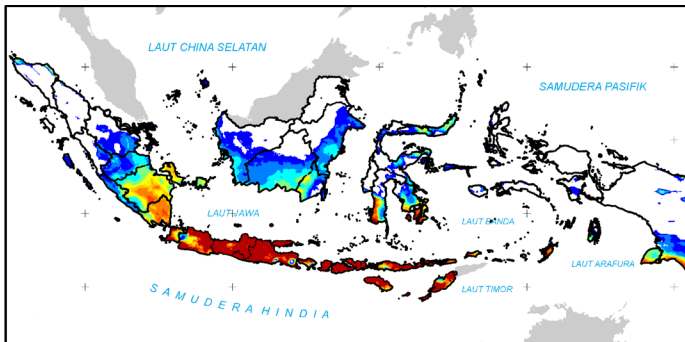 LAUT CHINA SELATAN
SAMUDERA PASIFIK
LAUT JAWA
LAUT BANDA
LAUT ARAFURA
LAUT TIMOR
SAMUDERA HINDIA